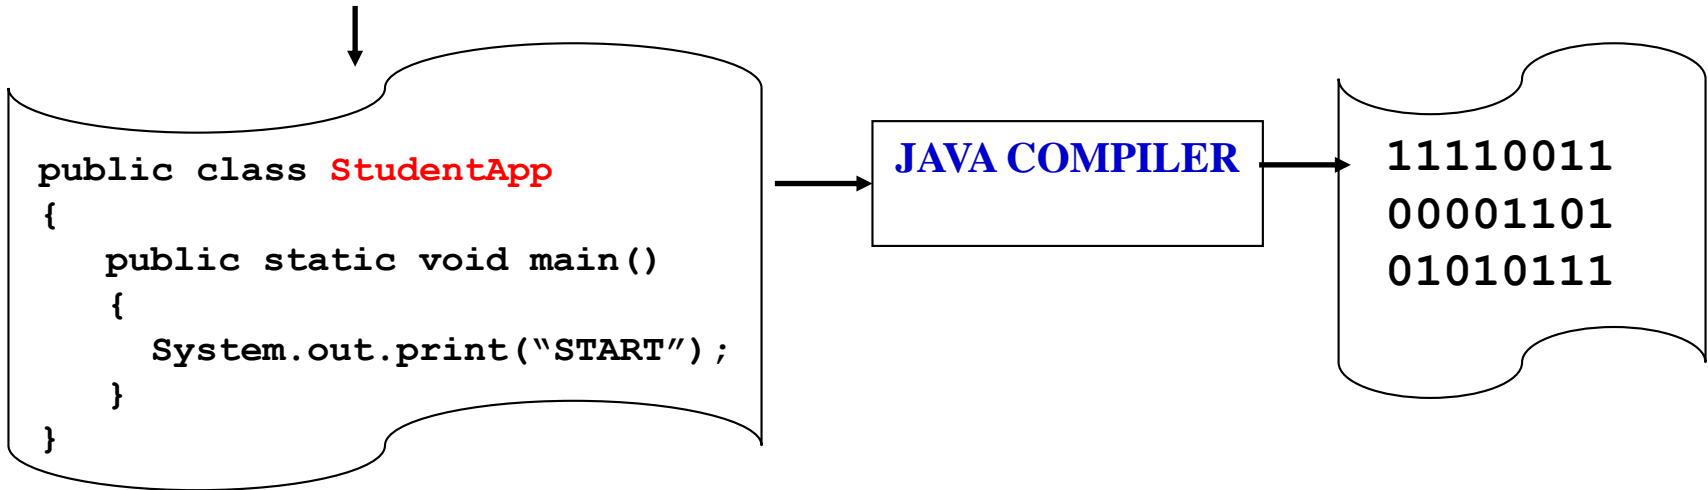 public class StudentApp
{
public static void main()
{
System.out.print(“START”);
}
}
JAVA COMPILER
11110011
00001101
01010111